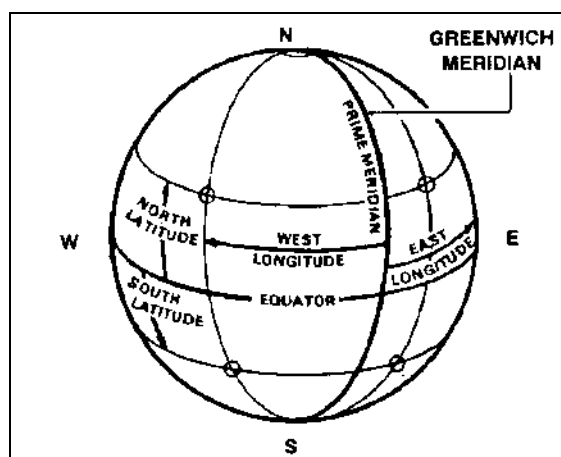 N
GREENWICH
MERIDIAN
PRIME MERIDIAN
NORTH
LATITUDE
W
WEST
LONGITUDE
EAST
LONGITUDE
E
EQUATOR
SOUTH
LATITUDE
S